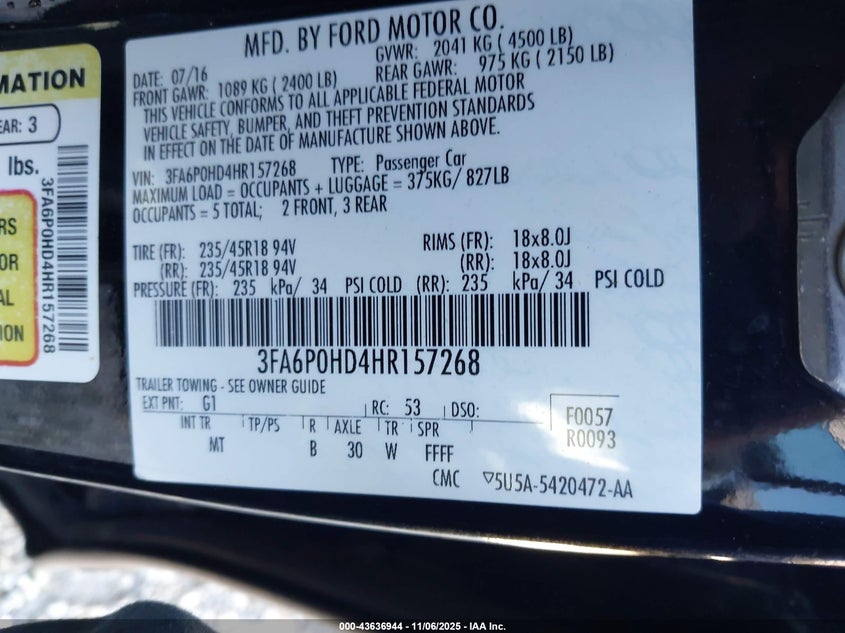 MFD. BY FORD MOTOR CO.
DATE: 07/16 GVWR: 2041 KG ( 4500 LB)
FRONT GAWR: 1089 KG ( 2400 LB) REAR GAWR: 975 KG ( 2150 LB)
THIS VEHICLE CONFORMS TO ALL APPLICABLE FEDERAL MOTOR
VEHICLE SAFETY, BUMPER, AND THEFT PREVENTION STANDARDS
IN EFFECT ON THE DATE OF MANUFACTURE SHOWN ABOVE.
VIN: 3FA6P0HD4HR157268 TYPE: Passenger Car
MAXIMUM LOAD = OCCUPANTS + LUGGAGE = 375KG/ 827LB
OCCUPANTS = 5 TOTAL; 2 FRONT, 3 REAR
TIRE (FR): 235/45R18 94V RIMS (FR): 18x8.0J
(RR): 235/45R18 94V (RR): 18x8.0J
PRESSURE (FR): 235 kPa/ 34 PSI COLD (RR): 235 kPa/ 34 PSI COLD
3FA6P0HD4HR157268
TRAILER TOWING - SEE OWNER GUIDE
EXT PNT: G1 RC: 53 DSO:
F0057
R0093
INT TR TP/PS R AXLE TR SPR
MT B 30 W FFFF
CMC ▽5U5A-5420472-AA
MATION
EAR: 3
lbs.
RS
OR
AL
ION
3FA6P0HD4HR157268
000-43636944 - 11/06/2025 - IAA Inc.